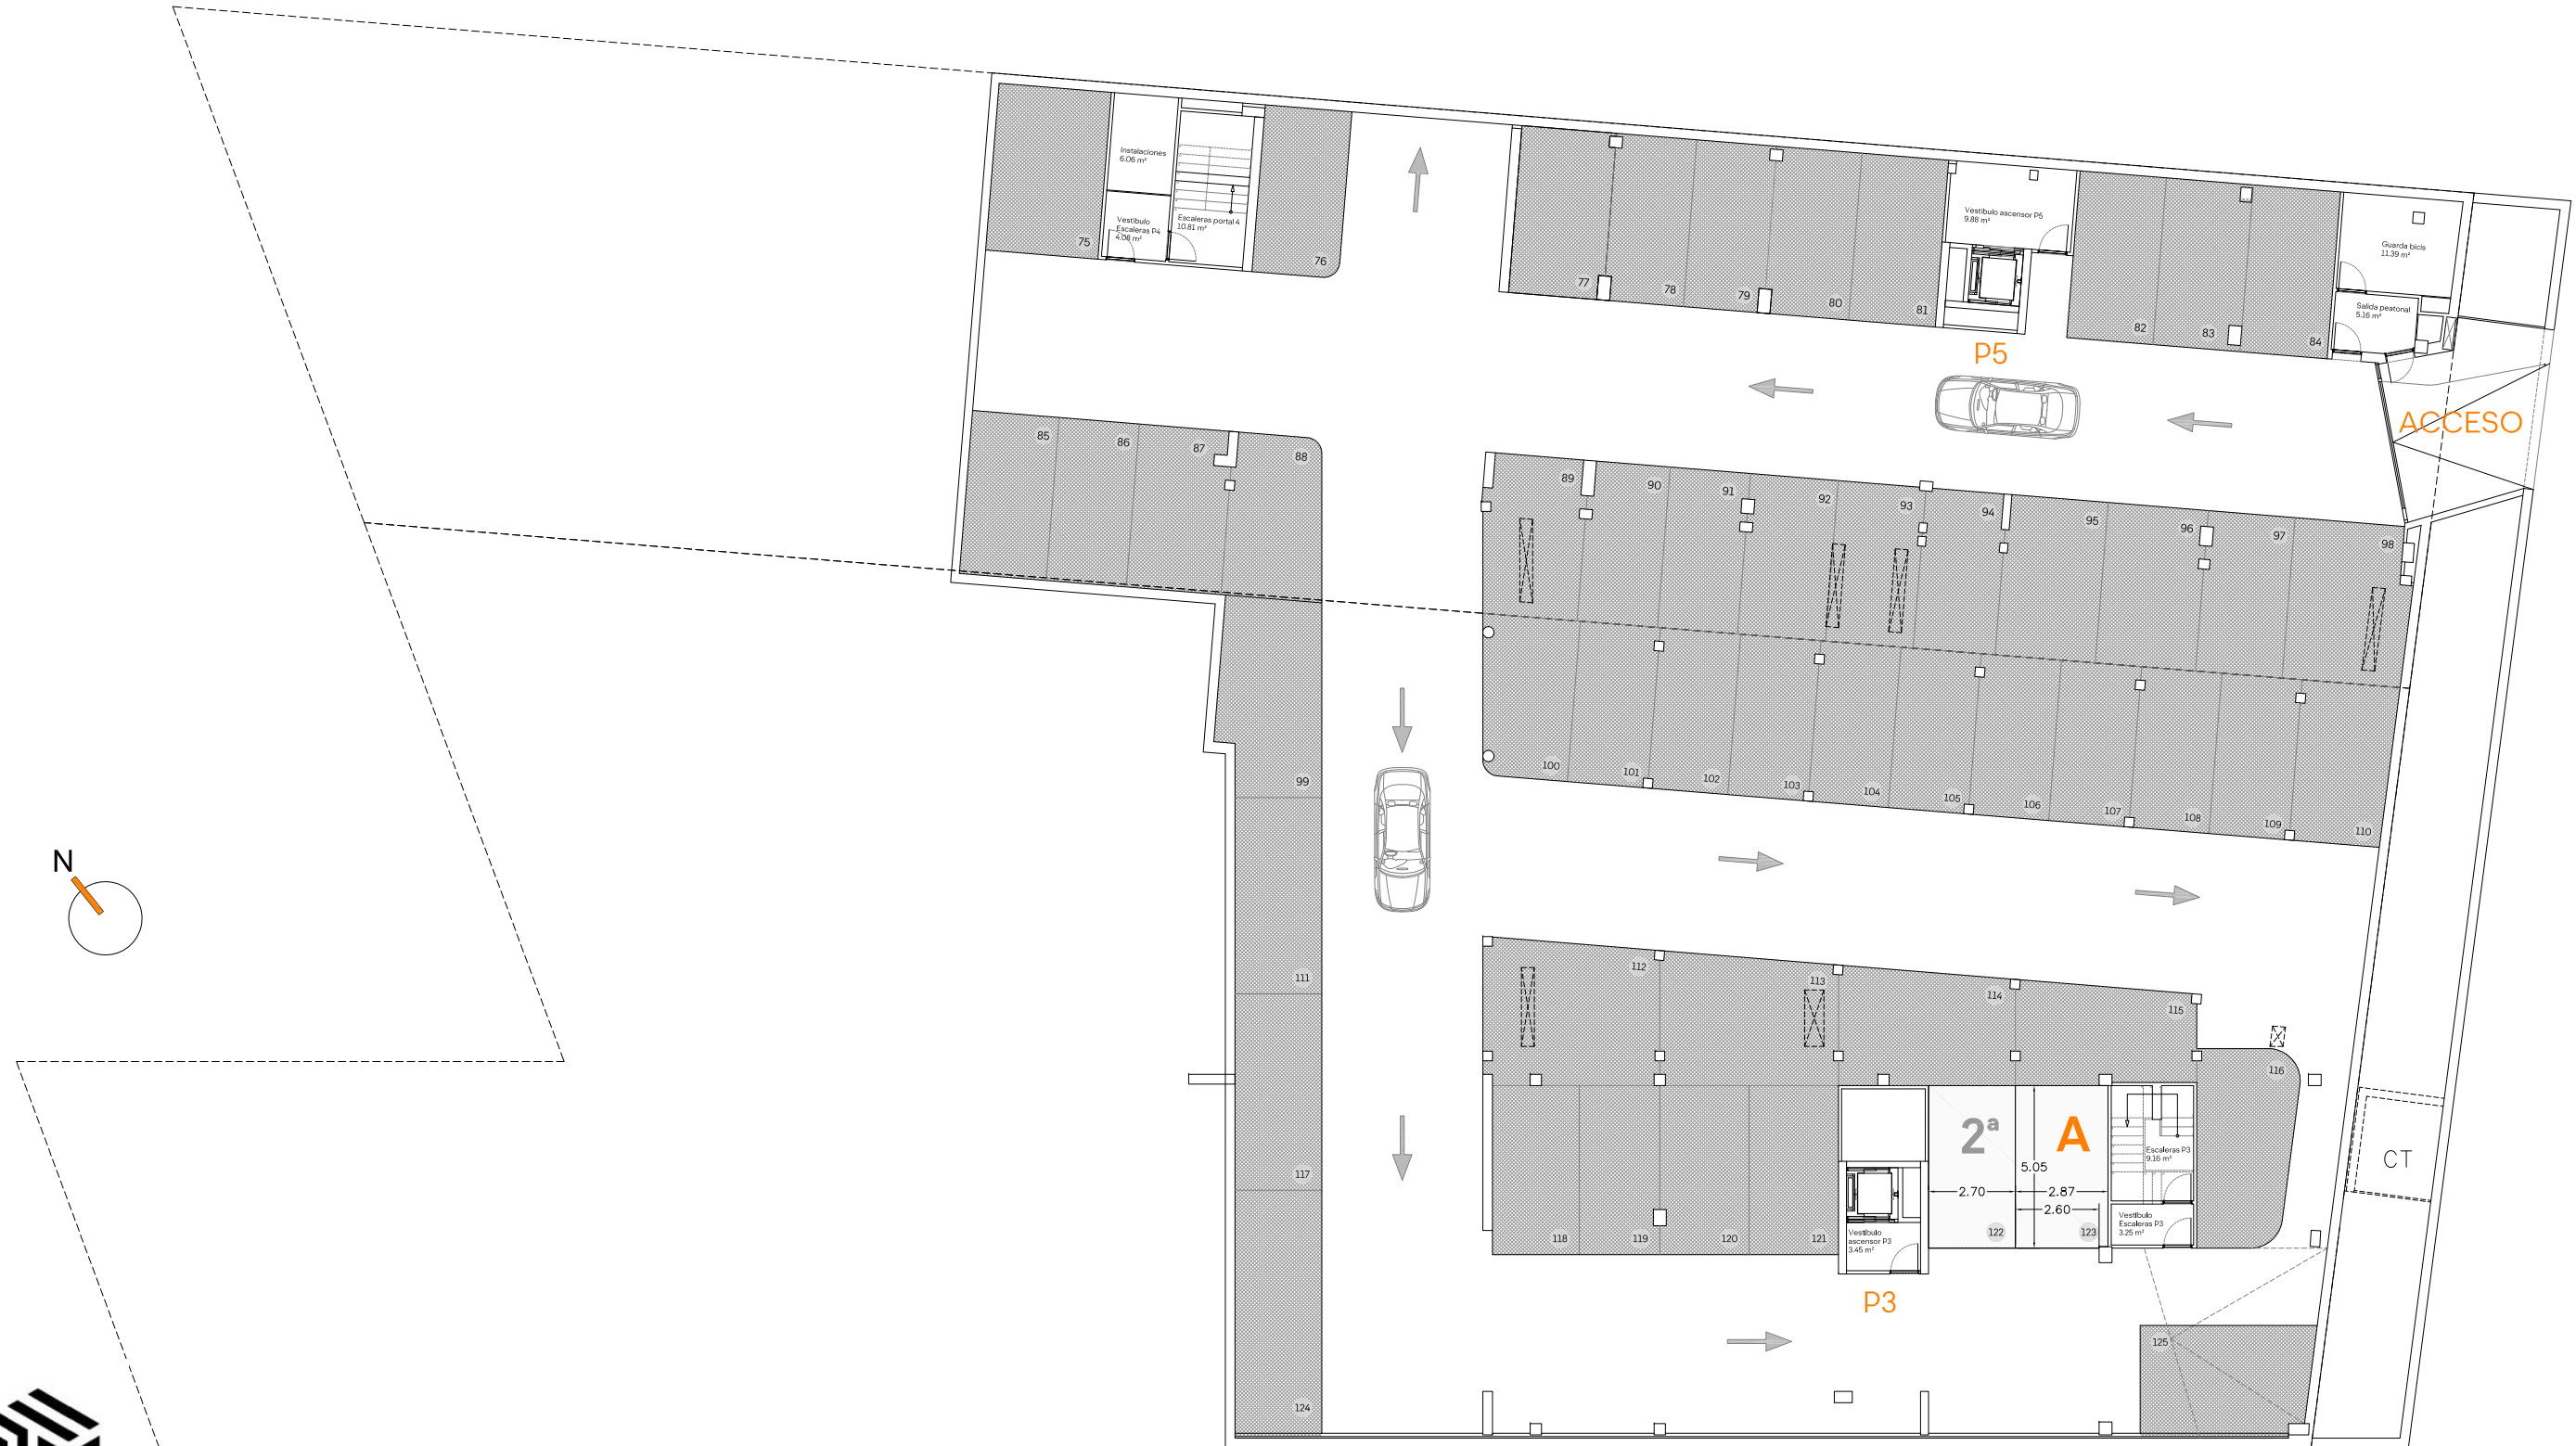 Instalaciones
6.06 m²
Vestíbulo
Escaleras P4
4.08 m²
Escaleras portal 4
10.81 m²
75
76
77
78
79
80
81
Vestíbulo ascensor P5
9.88 m²
82
83
84
Guarda bicis
11.39 m²
Salida peatonal
5.16 m²
P5
ACCESO
85
86
87
88
89
90
91
92
93
94
95
96
97
98
99
100
101
102
103
104
105
106
107
108
109
110
N
111
112
113
114
115
116
117
118
119
120
121
2ª
A
5.05
2.70
2.87
2.60
122
123
Escaleras P3
9.16 m²
Vestíbulo
Escaleras P3
3.25 m²
Vestíbulo
ascensor P3
3.45 m²
CT
P3
124
125